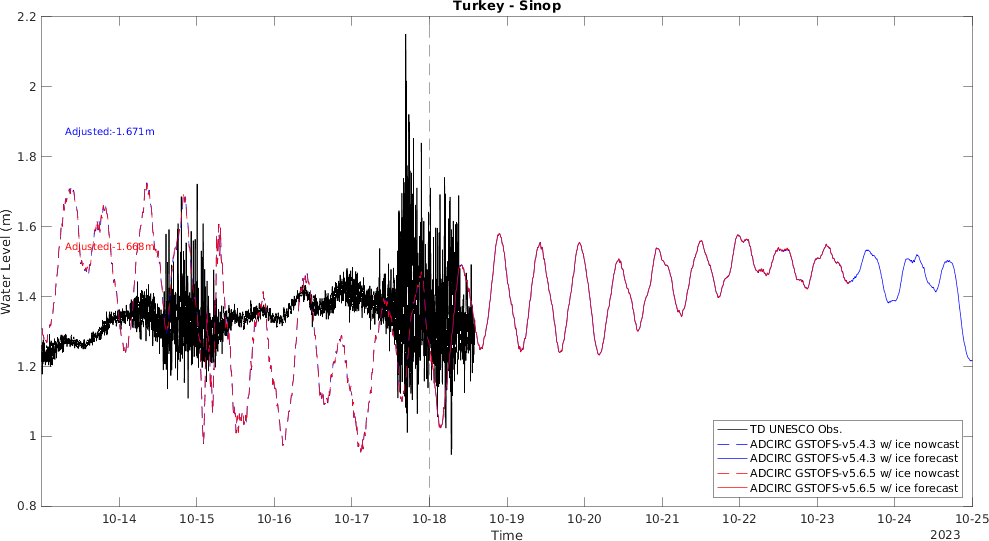 Turkey - Sinop
Water Level (m)
2.2
2
1.8
1.6
1.4
1.2
1
0.8
Adjusted:-1.671m
Adjusted:-1.668m
TD UNESCO Obs.
ADCIRC GSTOFS-v5.4.3 w/ ice nowcast
ADCIRC GSTOFS-v5.4.3 w/ ice forecast
ADCIRC GSTOFS-v5.6.5 w/ ice nowcast
ADCIRC GSTOFS-v5.6.5 w/ ice forecast
10-14 10-15 10-16 10-17 10-18 10-19 10-20 10-21 10-22 10-23 10-24 10-25
Time
2023